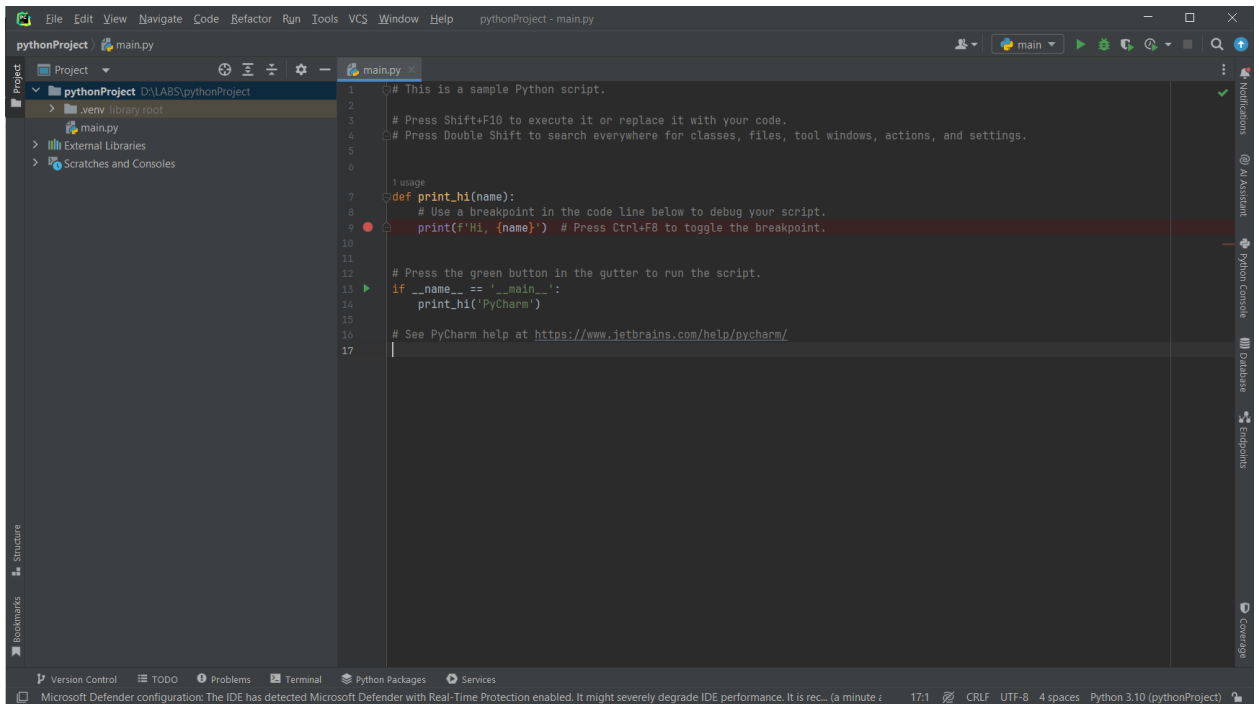 File Edit View Navigate Code Refactor Run Tools VCS Window Help pythonProject - main.py
pythonProject main.py
main
Project
Project
main.py
pythonProject D:\LABS\pythonProject
.venv library root
main.py
External Libraries
Scratches and Consoles
1 # This is a sample Python script.
2
3 # Press Shift+F10 to execute it or replace it with your code.
4 # Press Double Shift to search everywhere for classes, files, tool windows, actions, and settings.
5
6
1 usage
7 def print_hi(name):
8 # Use a breakpoint in the code line below to debug your script.
9 print(f'Hi, {name}') # Press Ctrl+F8 to toggle the breakpoint.
10
11
12 # Press the green button in the gutter to run the script.
13 if __name__ == '__main__':
14 print_hi('PyCharm')
15
16 # See PyCharm help at https://www.jetbrains.com/help/pycharm/
17
Notifications
AI Assistant
Python Console
Database
Endpoints
Coverage
Structure
Bookmarks
Version Control TODO Problems Terminal Python Packages Services
Microsoft Defender configuration: The IDE has detected Microsoft Defender with Real-Time Protection enabled. It might severely degrade IDE performance. It is rec... (a minute 17:1 CRLF UTF-8 4 spaces Python 3.10 (pythonProject)